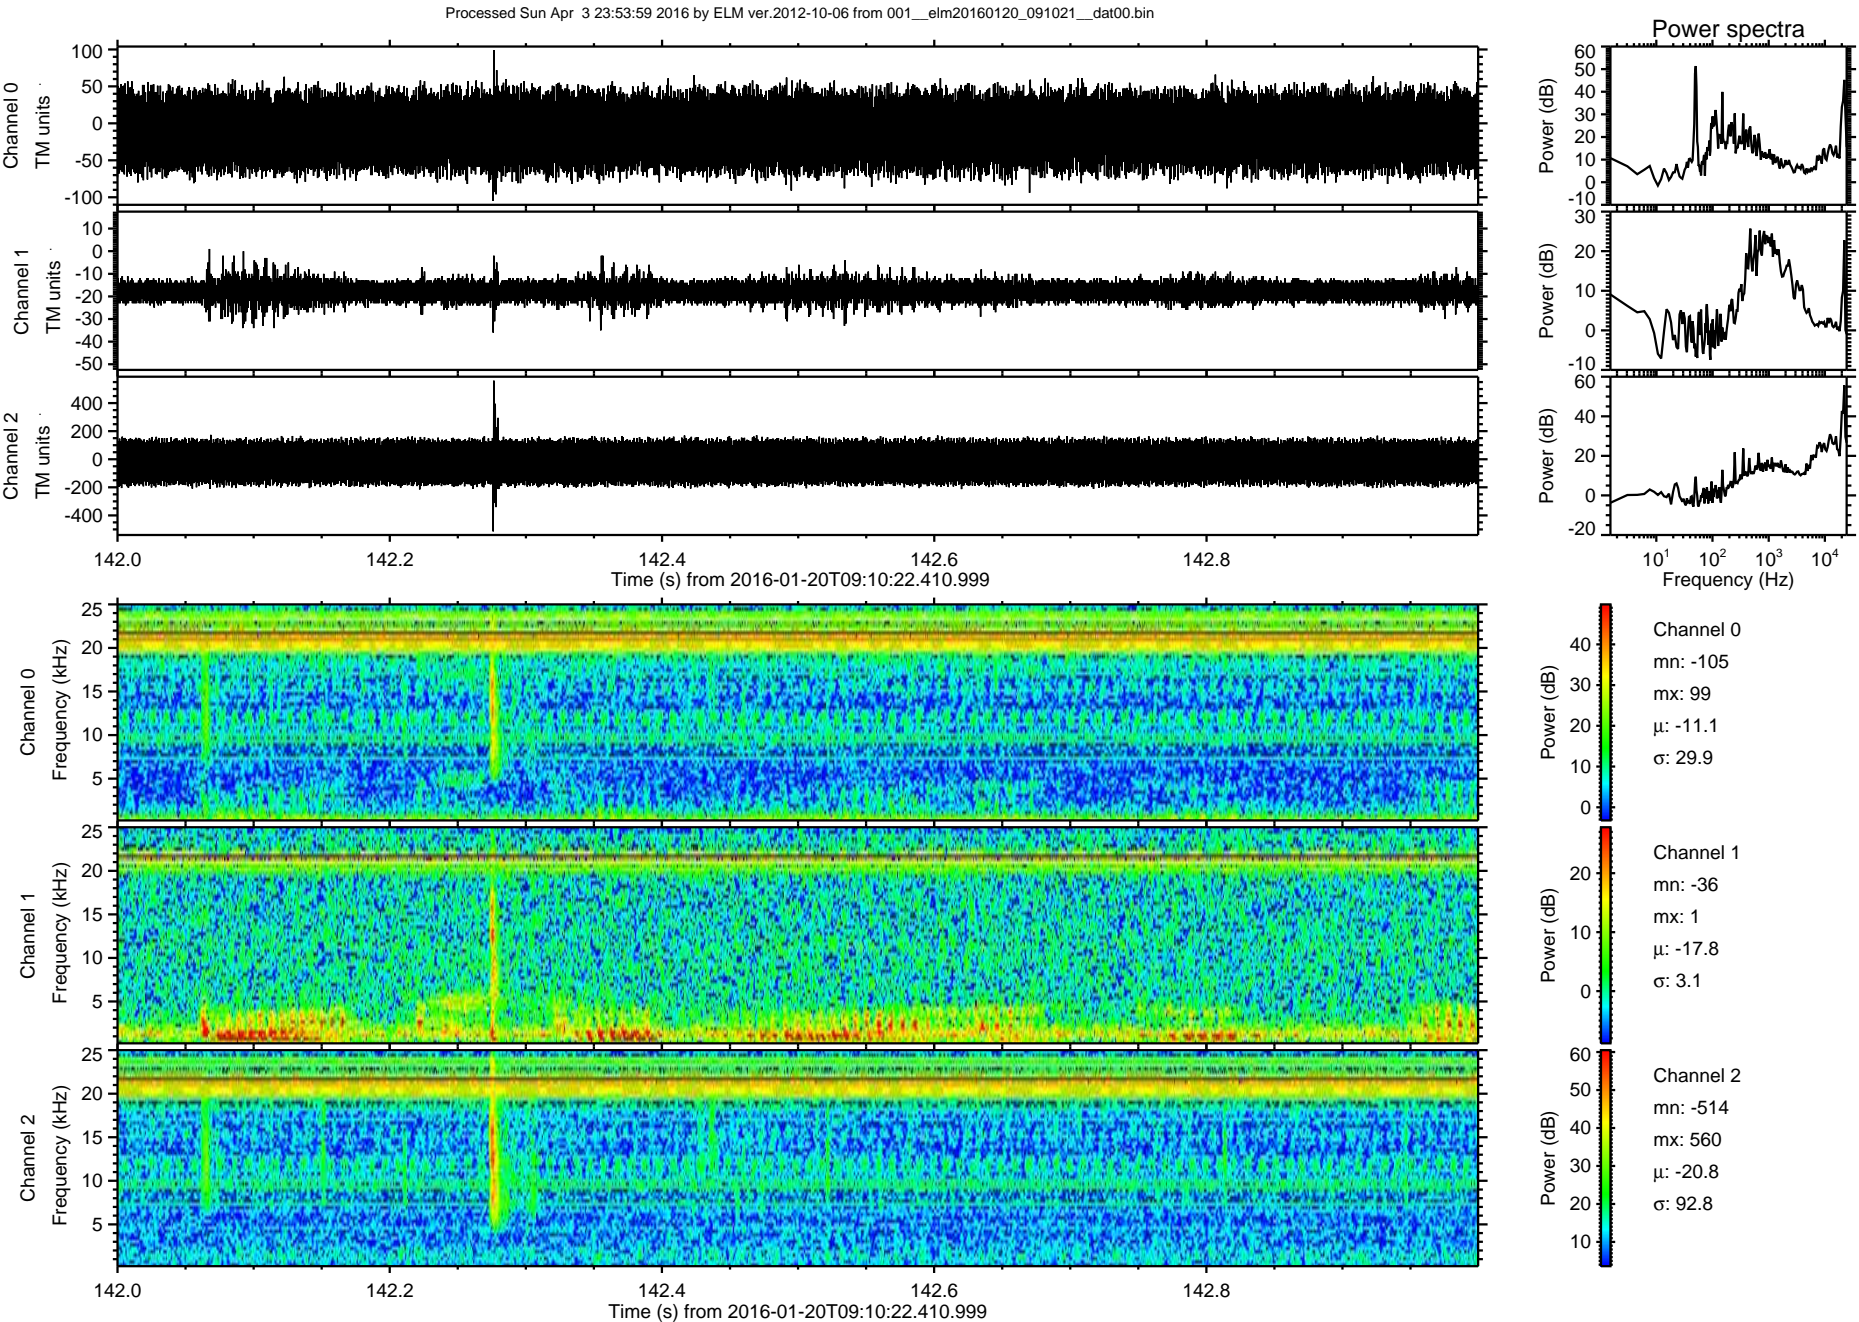 Processed Sun Apr  3 23:53:59 2016 by ELM ver.2012-10-06 from 001__elm20160120_091021__dat00.bin
Power spectra
Channel 0
TM units
100
50
0
-50
-100
Power (dB)
60
50
40
30
20
10
0
-10
Channel 1
TM units
10
0
-10
-20
-30
-40
-50
Power (dB)
30
20
10
0
-10
Channel 2
TM units
400
200
0
-200
-400
Power (dB)
60
40
20
0
-20
142.0 142.2 142.4 142.6 142.8
Time (s) from 2016-01-20T09:10:22.410.999
10^1 10^2 10^3 10^4
Frequency (Hz)
Channel 0
Frequency (kHz)
25
20
15
10
5
Power (dB)
40
30
20
10
0
Channel 0
mn: -105
mx: 99
μ: -11.1
σ: 29.9
Channel 1
Frequency (kHz)
25
20
15
10
5
Power (dB)
20
10
0
Channel 1
mn: -36
mx: 1
μ: -17.8
σ: 3.1
Channel 2
Frequency (kHz)
25
20
15
10
5
Power (dB)
60
50
40
30
20
10
Channel 2
mn: -514
mx: 560
μ: -20.8
σ: 92.8
142.0 142.2 142.4 142.6 142.8
Time (s) from 2016-01-20T09:10:22.410.999